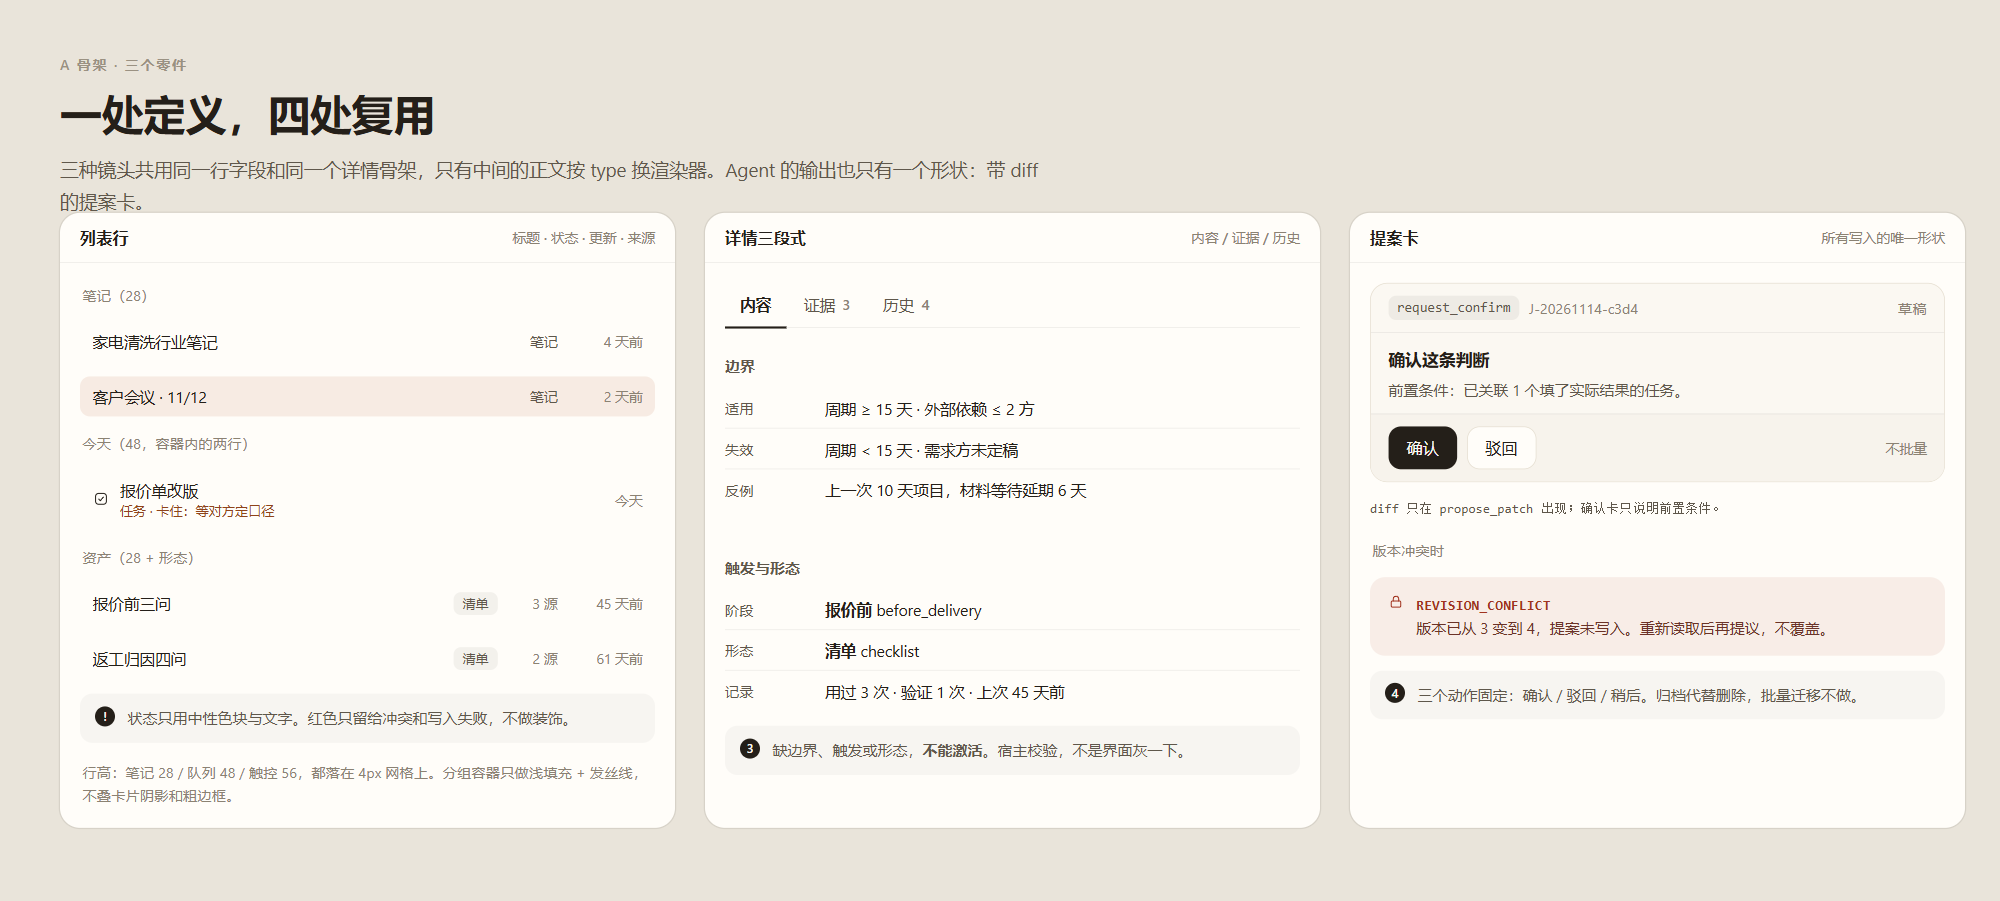 A 骨架 · 三个零件
一处定义，四处复用
三种镜头共用同一行字段和同一个详情骨架，只有中间的正文按 type 换渲染器。Agent 的输出也只有一个形状：带 diff
的提案卡。
列表行
标题 · 状态 · 更新 · 来源
笔记（28）
家电清洗行业笔记
笔记
4 天前
客户会议 · 11/12
笔记
2 天前
今天（48，容器内的两行）
报价单改版
任务 · 卡住：等对方定口径
今天
资产（28 + 形态）
报价前三问
清单
3 源
45 天前
返工归因四问
清单
2 源
61 天前
! 状态只用中性色块与文字。红色只留给冲突和写入失败，不做装饰。
行高：笔记 28 / 队列 48 / 触控 56，都落在 4px 网格上。分组容器只做浅填充 + 发丝线，
不叠卡片阴影和粗边框。
详情三段式
内容 / 证据 / 历史
内容
证据 3
历史 4
边界
适用
周期 ≥ 15 天 · 外部依赖 ≤ 2 方
失效
周期 < 15 天 · 需求方未定稿
反例
上一次 10 天项目，材料等待延期 6 天
触发与形态
阶段
报价前 before_delivery
形态
清单 checklist
记录
用过 3 次 · 验证 1 次 · 上次 45 天前
3 缺边界、触发或形态，不能激活。宿主校验，不是界面灰一下。
提案卡
所有写入的唯一形状
request_confirm
J-20261114-c3d4
草稿
确认这条判断
前置条件：已关联 1 个填了实际结果的任务。
确认
驳回
不批量
diff 只在 propose_patch 出现；确认卡只说明前置条件。
版本冲突时
REVISION_CONFLICT
版本已从 3 变到 4，提案未写入。重新读取后再提议，不覆盖。
4 三个动作固定：确认 / 驳回 / 稍后。归档代替删除，批量迁移不做。